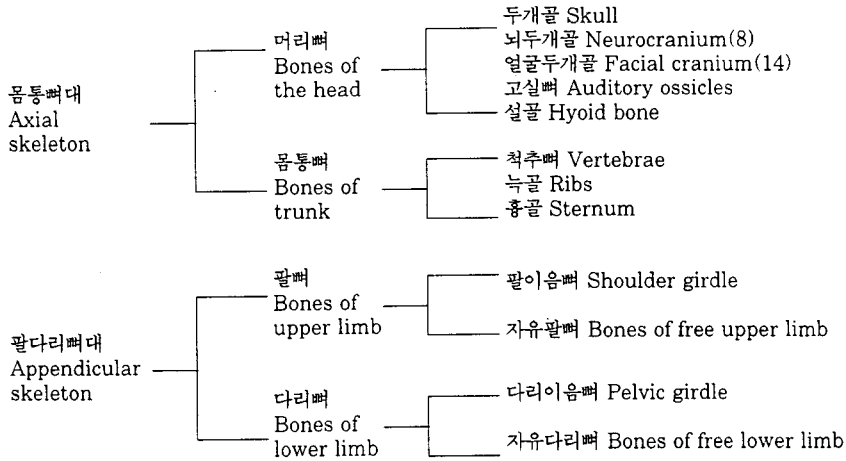 두개골 Skull
머리뼈
뇌두개골 Neurocranium(8)
Bones of
얼굴두개골 Facial cranium(14)
the head
고실뼈 Auditory ossicles
몸통뼈대
설골 Hyoid bone
Axial
skeleton
몸통뼈
척추뼈 Vertebrae
Bones of
늑골 Ribs
trunk
흉골 Sternum
팔뼈
팔이음뼈 Shoulder girdle
Bones of
upper limb
자유팔뼈 Bones of free upper limb
팔다리뼈대
Appendicular
skeleton
다리뼈
다리이음뼈 Pelvic girdle
Bones of
lower limb
자유다리뼈 Bones of free lower limb